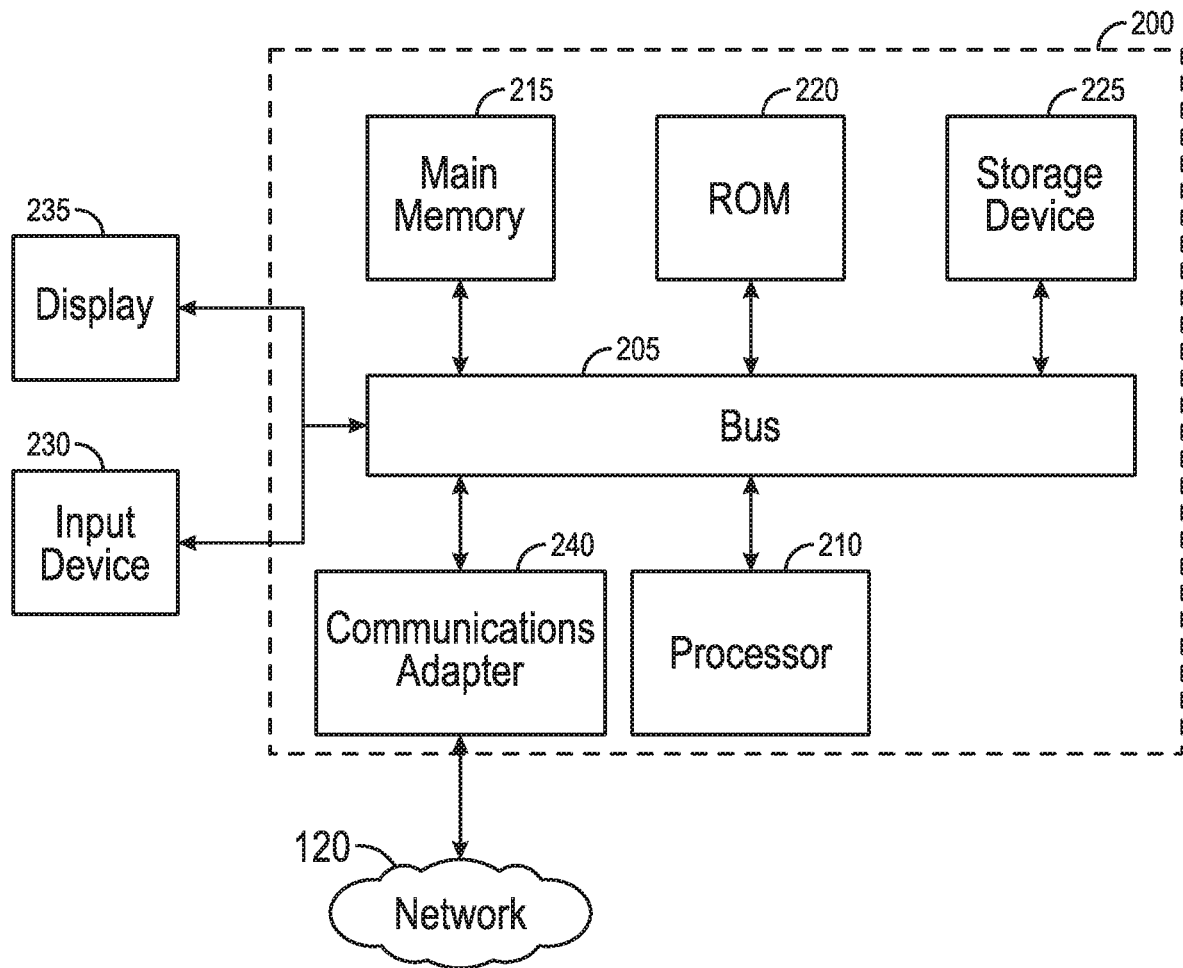 200
215
220
225
Main
Memory
ROM
Storage
Device
235
Display
205
Bus
230
Input
Device
240
210
Communications
Adapter
Processor
120
Network